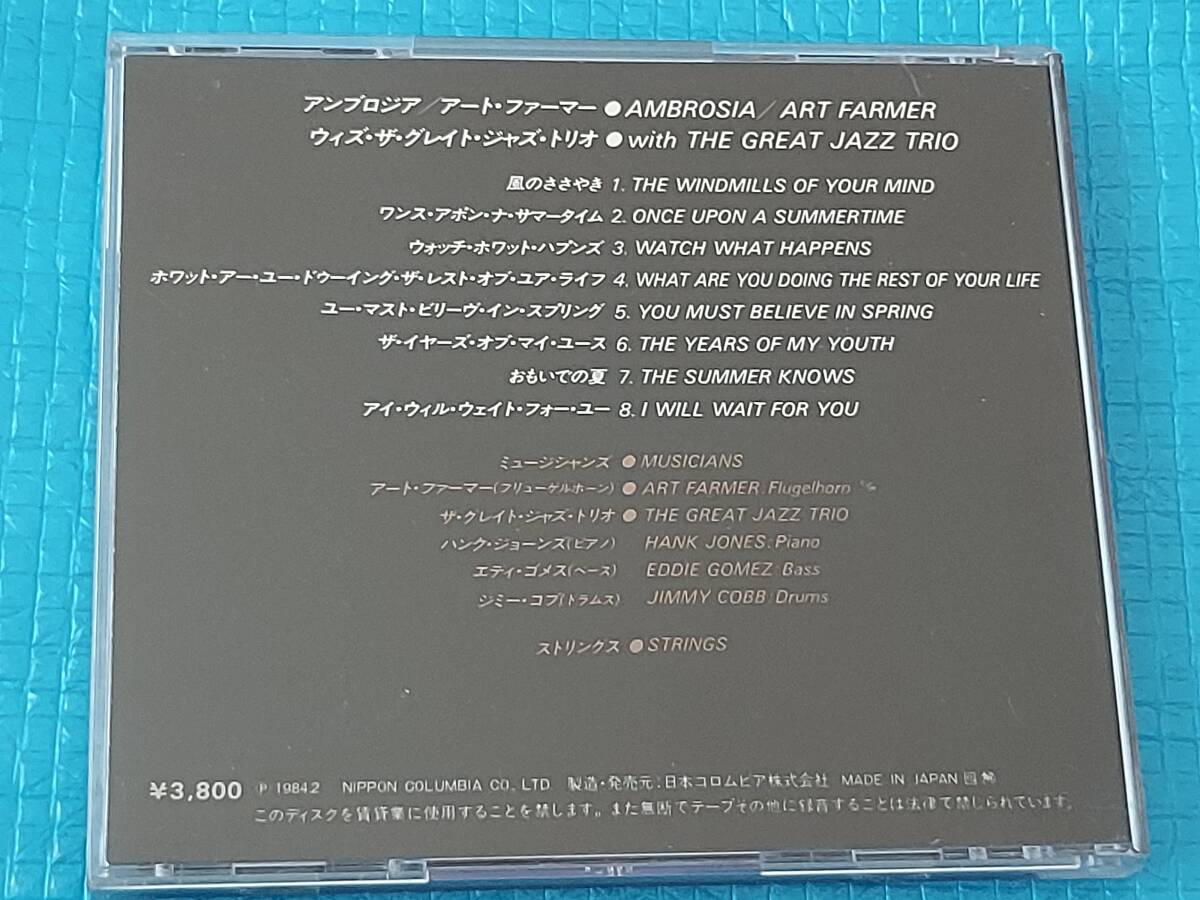 アンブロジア/アート・ファーマー ● AMBROSIA/ART FARMER
ウィズ・ザ・グレイト・ジャズ・トリオ ● with THE GREAT JAZZ TRIO
風のささやき 1. THE WINDMILLS OF YOUR MIND
ワンス・アポン・ナ・サマータイム 2. ONCE UPON A SUMMERTIME
ウォッチ・ホワット・ハプンズ 3. WATCH WHAT HAPPENS
ホワット・アー・ユー・ドゥーイング・ザ・レスト・オブ・ユア・ライフ 4. WHAT ARE YOU DOING THE REST OF YOUR LIFE
ユー・マスト・ビリーヴ・イン・スプリング 5. YOU MUST BELIEVE IN SPRING
ザ・イヤーズ・オブ・マイ・ユース 6. THE YEARS OF MY YOUTH
おもいでの夏 7. THE SUMMER KNOWS
アイ・ウィル・ウェイト・フォー・ユー 8. I WILL WAIT FOR YOU
ミュージシャンズ ● MUSICIANS
アート・ファーマー(フリューゲルホーン) ● ART FARMER: Flugelhorn
ザ・グレイト・ジャズ・トリオ ● THE GREAT JAZZ TRIO
ハンク・ジョーンズ(ピアノ) HANK JONES: Piano
エディ・ゴメス(ベース) EDDIE GOMEZ: Bass
ジミー・コブ(ドラムス) JIMMY COBB: Drums
ストリングス ● STRINGS
¥3,800 ℗ 1984.2 NIPPON COLUMBIA CO., LTD 製造・発売元:日本コロムビア株式会社 MADE IN JAPAN
このディスクを賃貸業に使用することを禁します。また無断でテープその他に録音することは法律で禁じられています。